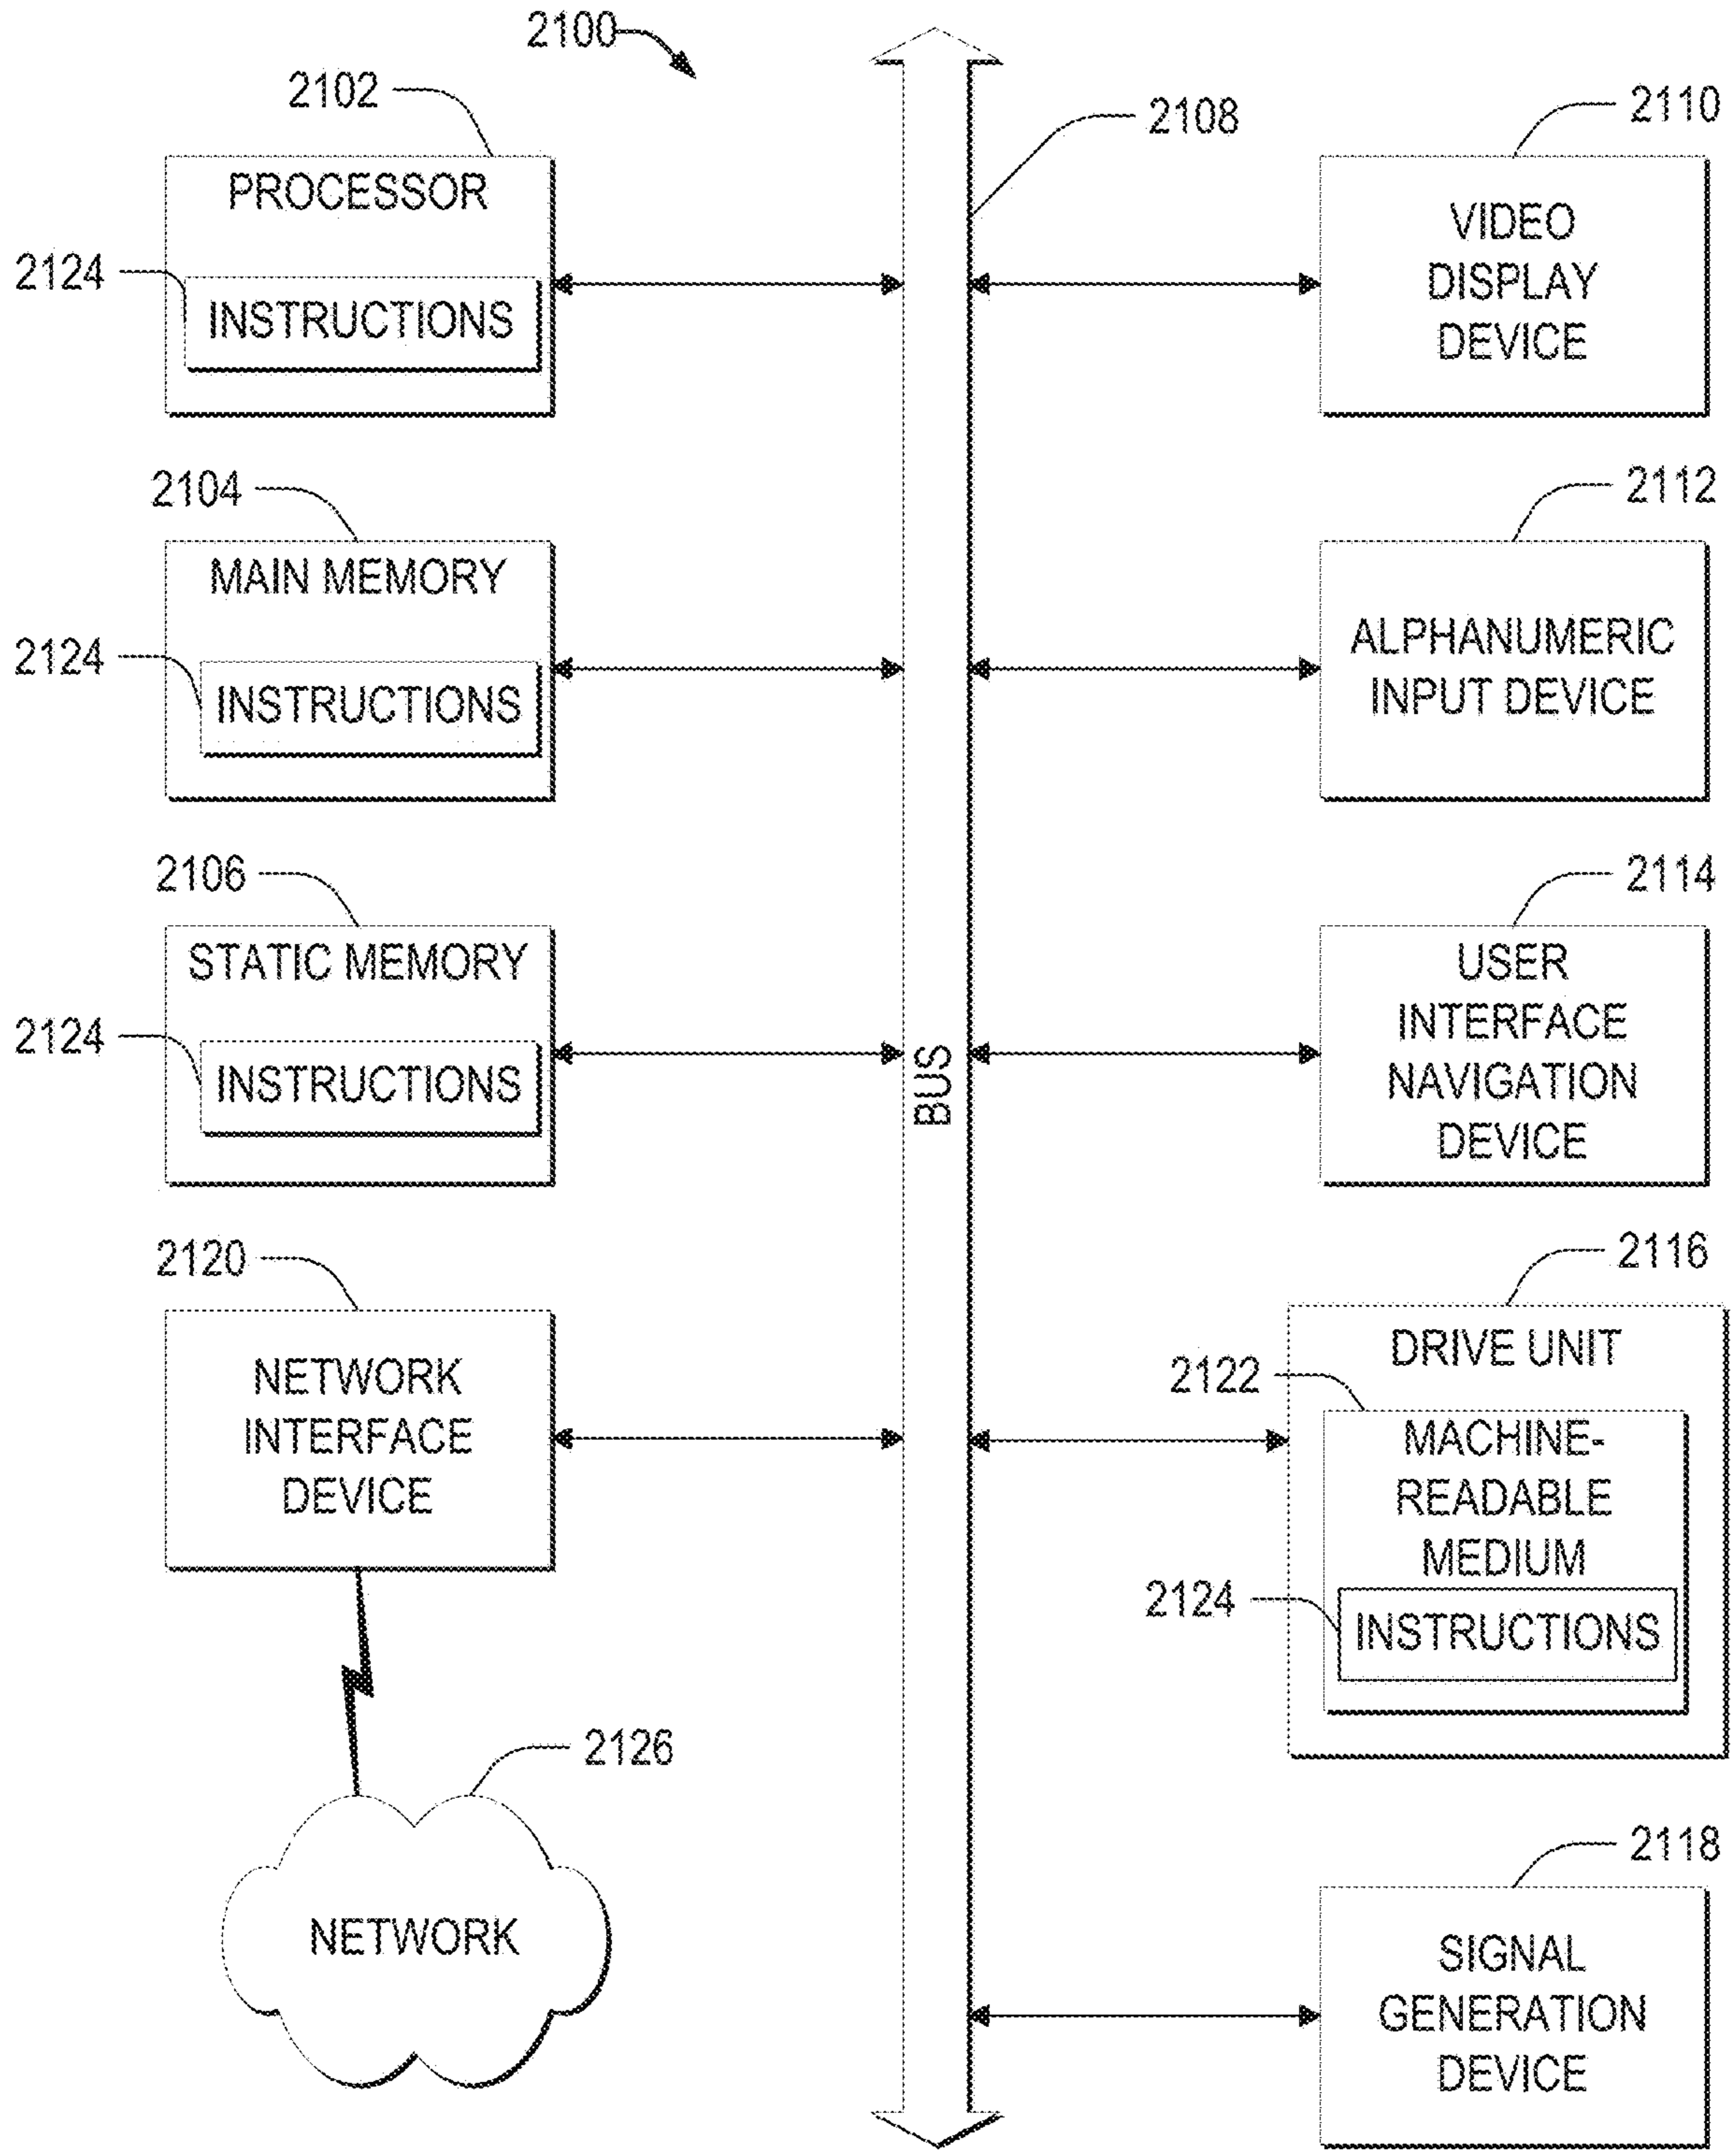 2100
2102
PROCESSOR
2124
INSTRUCTIONS
2104
MAIN MEMORY
2124
INSTRUCTIONS
2106
STATIC MEMORY
2124
INSTRUCTIONS
2120
NETWORK
INTERFACE
DEVICE
2126
NETWORK
2108
BUS
2110
VIDEO
DISPLAY
DEVICE
2112
ALPHANUMERIC
INPUT DEVICE
2114
USER
INTERFACE
NAVIGATION
DEVICE
2116
DRIVE UNIT
2122
MACHINE-
READABLE
MEDIUM
2124
INSTRUCTIONS
2118
SIGNAL
GENERATION
DEVICE